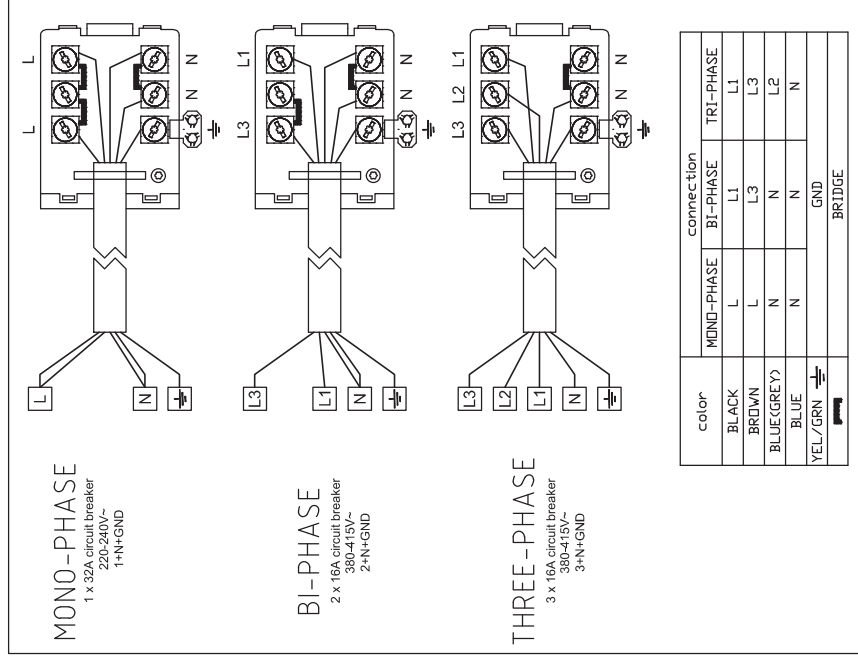 MONO-PHASE
1 x 32A circuit breaker
220-240V~
1+N+GND
L
N
L L
N N
BI-PHASE
2 x 16A circuit breaker
380-415V~
2+N+GND
L3
L1
N
L3 L1
N N
THREE-PHASE
3 x 16A circuit breaker
380-415V~
3+N+GND
L3
L2
L1
N
L3 L2 L1
N N
color connection
MONO-PHASE BI-PHASE TRI-PHASE
BLACK L L1 L1
BROWN L L3 L3
BLUE(GREY) N N L2
BLUE N N N
YEL/GRN GND
BRIDGE